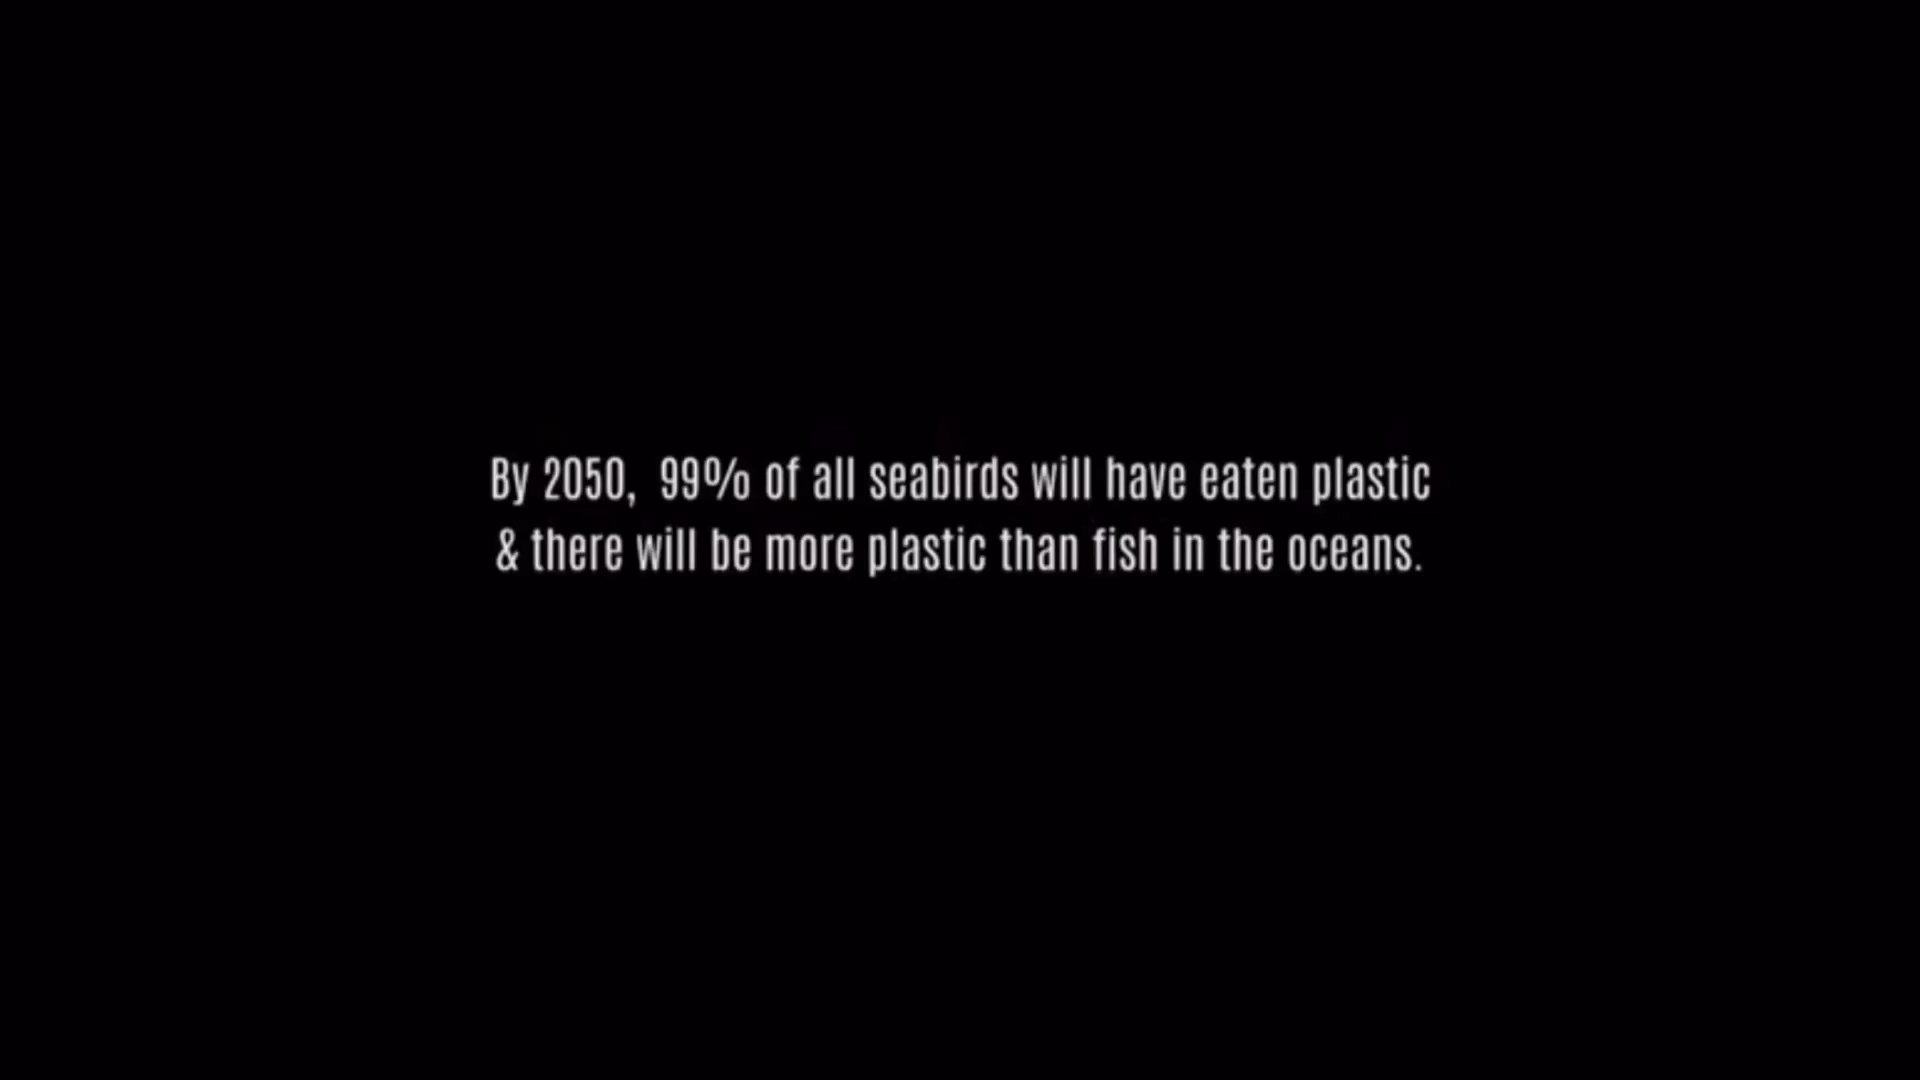 By 2050,  99% of all seabirds will have eaten plastic
& there will be more plastic than fish in the oceans.